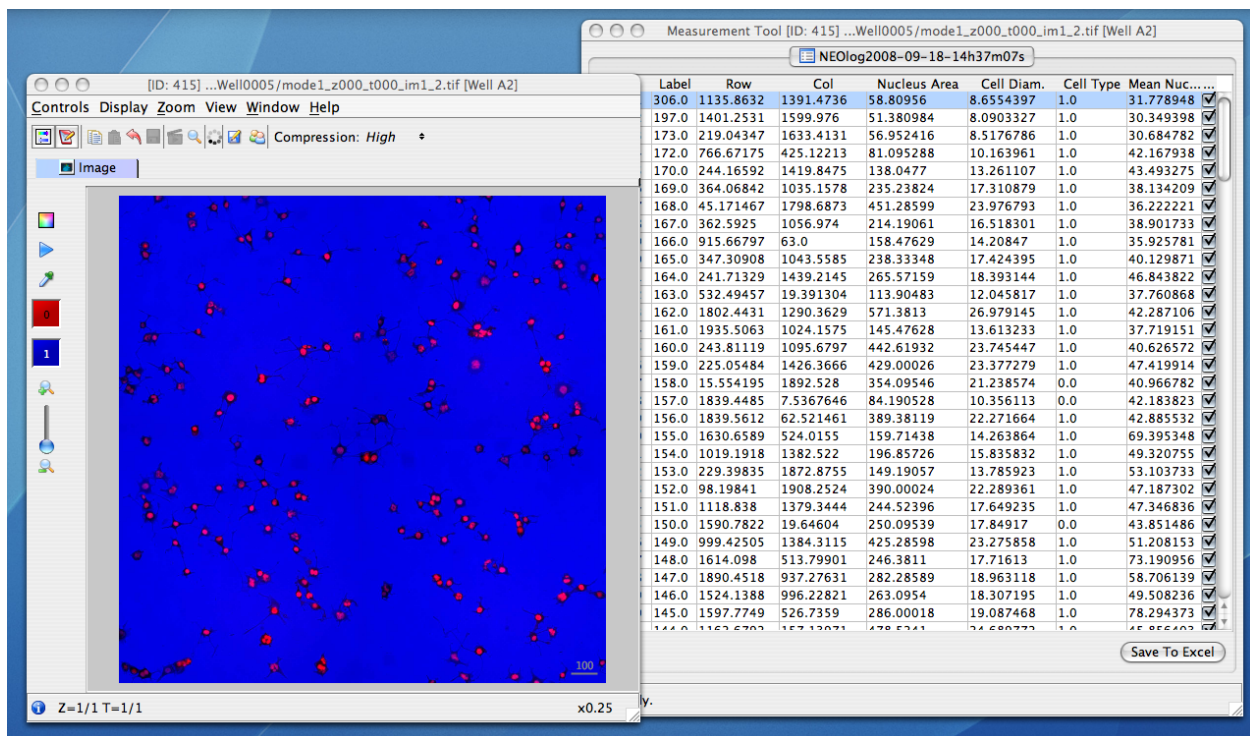 Measurement Tool [ID: 415] ...Well0005/mode1_z000_t000_im1_2.tif [Well A2]
NEOlog2008-09-18-14h37m07s
Label Row Col Nucleus Area Cell Diam. Cell Type Mean Nuc... ...
306.0 1135.8632 1391.4736 58.80956 8.6554397 1.0 31.778948
197.0 1401.2531 1599.976 51.380984 8.0903327 1.0 30.349398
173.0 219.04347 1633.4131 56.952416 8.5176786 1.0 30.684782
172.0 766.67175 425.12213 81.095288 10.163961 1.0 42.167938
170.0 244.16592 1419.8475 138.0477 13.261107 1.0 43.493275
169.0 364.06842 1035.1578 235.23824 17.310879 1.0 38.134209
168.0 45.171467 1798.6873 451.28599 23.976793 1.0 36.222221
167.0 362.5925 1056.974 214.19061 16.518301 1.0 38.901733
166.0 915.66797 63.0 158.47629 14.20847 1.0 35.925781
165.0 347.30908 1043.5585 238.33348 17.424395 1.0 40.129871
164.0 241.71329 1439.2145 265.57159 18.393144 1.0 46.843822
163.0 532.49457 19.391304 113.90483 12.045817 1.0 37.760868
162.0 1802.4431 1290.3629 571.3813 26.979145 1.0 42.287106
161.0 1935.5063 1024.1575 145.47628 13.613233 1.0 37.719151
160.0 243.81119 1095.6797 442.61932 23.745447 1.0 40.626572
159.0 225.05484 1426.3666 429.00026 23.377279 1.0 47.419914
158.0 15.554195 1892.528 354.09546 21.238574 0.0 40.966782
157.0 1839.4485 7.5367646 84.190528 10.356113 0.0 42.183823
156.0 1839.5612 62.521461 389.38119 22.271664 1.0 42.885532
155.0 1630.6589 524.0155 159.71438 14.263864 1.0 69.395348
154.0 1019.1918 1382.522 196.85726 15.835832 1.0 49.320755
153.0 229.39835 1872.8755 149.19057 13.785923 1.0 53.103733
152.0 98.19841 1908.2524 390.00024 22.289361 1.0 47.187302
151.0 1118.838 1379.3444 244.52396 17.649235 1.0 47.346836
150.0 1590.7822 19.64604 250.09539 17.84917 0.0 43.851486
149.0 999.42505 1384.3115 425.28598 23.275858 1.0 51.208153
148.0 1614.098 513.79901 246.3811 17.71613 1.0 73.190956
147.0 1890.4518 937.27631 282.28589 18.963118 1.0 58.706139
146.0 1524.1388 996.22821 263.0954 18.307195 1.0 49.508236
145.0 1597.7749 526.7359 286.00018 19.087468 1.0 78.294373
Save To Excel
[ID: 415] ...Well0005/mode1_z000_t000_im1_2.tif [Well A2]
Controls Display Zoom View Window Help
Compression: High
Image
0
1
100
Z=1/1 T=1/1 x0.25